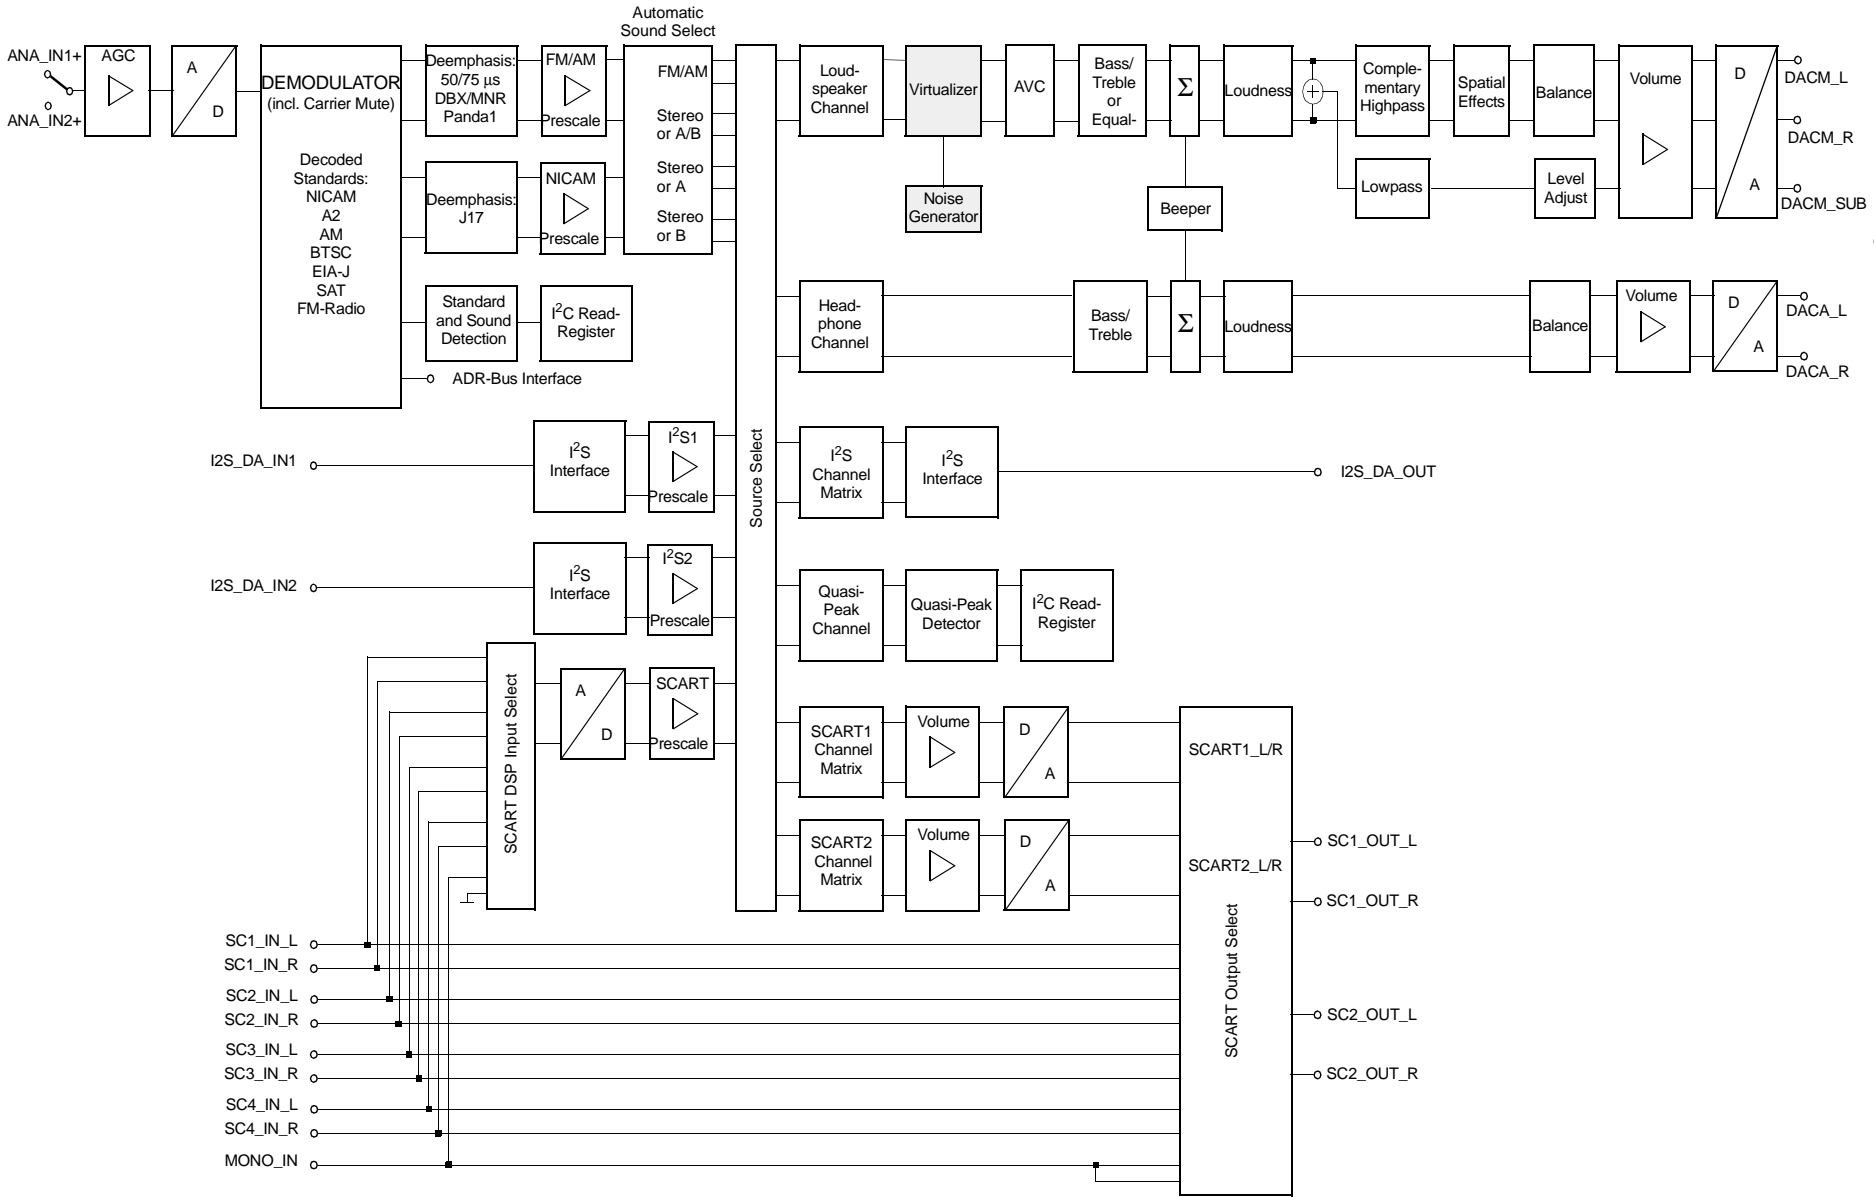 Automatic
Sound Select
ANA_IN1+
ANA_IN2+
AGC
A
D
DEMODULATOR
(incl. Carrier Mute)
Decoded
Standards:
NICAM
A2
AM
BTSC
EIA-J
SAT
FM-Radio
Deemphasis:
50/75 µs
DBX/MNR
Panda1
FM/AM
Prescale
Deemphasis:
J17
NICAM
Prescale
FM/AM
Stereo
or A/B
Stereo
or A
Stereo
or B
Standard
and Sound
Detection
I2C Read-
Register
ADR-Bus Interface
Source Select
Loud-
speaker
Channel
Virtualizer
Noise
Generator
AVC
Bass/
Treble
or
Equal-
Σ
Beeper
Loudness
Comple-
mentary
Highpass
Lowpass
Spatial
Effects
Balance
Level
Adjust
Volume
D
A
DACM_L
DACM_R
DACM_SUB
Head-
phone
Channel
Bass/
Treble
Σ
Loudness
Balance
Volume
D
A
DACA_L
DACA_R
I2S_DA_IN1
I2S
Interface
I2S1
Prescale
I2S
Channel
Matrix
I2S
Interface
I2S_DA_OUT
I2S_DA_IN2
I2S
Interface
I2S2
Prescale
Quasi-
Peak
Channel
Quasi-Peak
Detector
I2C Read-
Register
SCART DSP Input Select
A
D
SCART
Prescale
SCART1
Channel
Matrix
Volume
D
A
SCART2
Channel
Matrix
Volume
D
A
SCART1_L/R
SCART2_L/R
SCART Output Select
SC1_OUT_L
SC1_OUT_R
SC2_OUT_L
SC2_OUT_R
SC1_IN_L
SC1_IN_R
SC2_IN_L
SC2_IN_R
SC3_IN_L
SC3_IN_R
SC4_IN_L
SC4_IN_R
MONO_IN